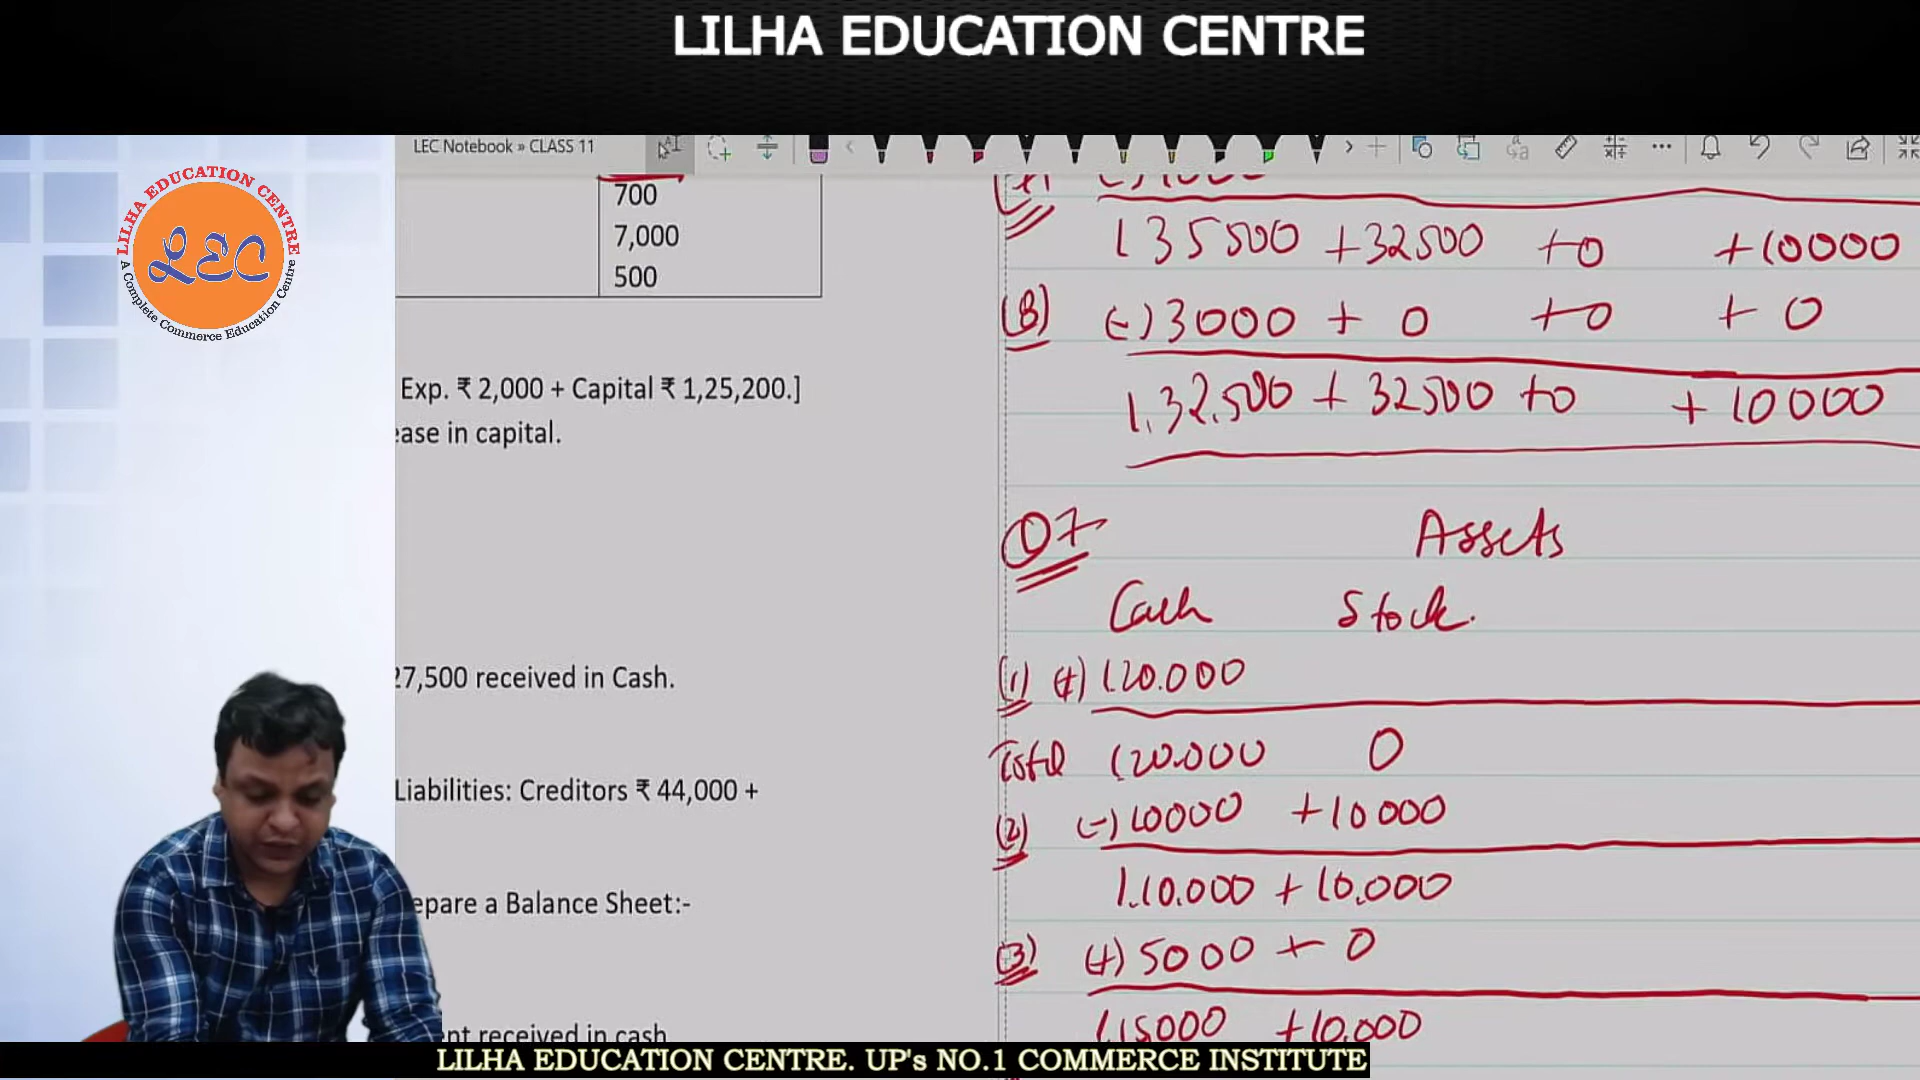 LILHA EDUCATION CENTRE
LEC Notebook » CLASS 11
LILHA EDUCATION CENTRE
LEC
A Complete Commerce Education Centre
700
7,000
500
Exp. ₹ 2,000 + Capital ₹ 1,25,200.]
ease in capital.
27,500 received in Cash.
Liabilities: Creditors ₹ 44,000 +
epare a Balance Sheet:-
ent received in cash
135500 +32500 +0 +10000
(8) (-) 3000 + 0 +0 + 0
1,32,500 + 32500 +0 + 10000
Q7 Assets
Cash Stock.
(1) (+) 120.000
Total 120.000 0
(2) (-) 10000 +10000
1.10.000 + 10.000
(3) (+) 5000 + 0
1,15000 +10.000
LILHA EDUCATION CENTRE. UP's NO.1 COMMERCE INSTITUTE